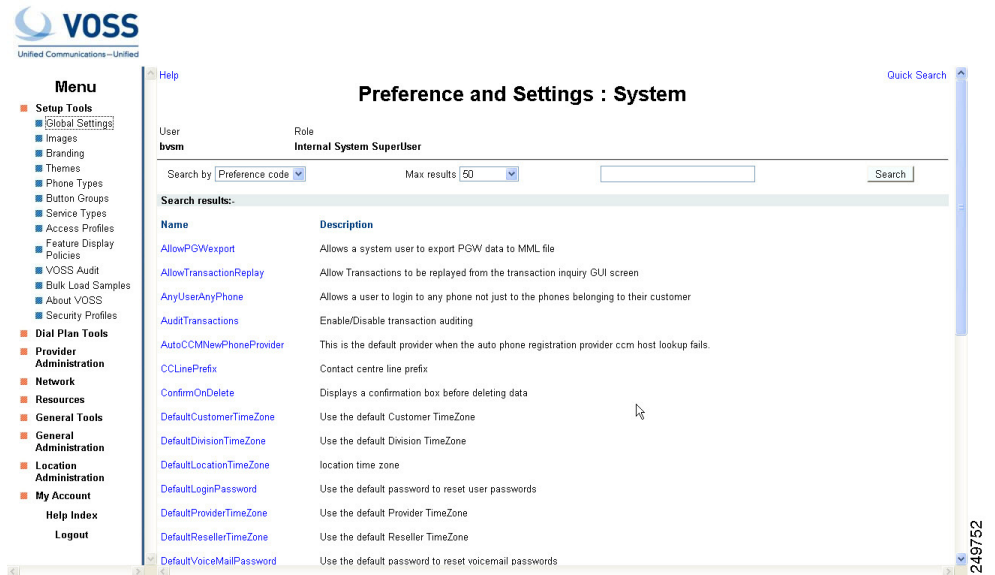 VOSS
Unified Communications—Unified
Menu
Setup Tools
Global Settings
Images
Branding
Themes
Phone Types
Button Groups
Service Types
Access Profiles
Feature Display
Policies
VOSS Audit
Bulk Load Samples
About VOSS
Security Profiles
Dial Plan Tools
Provider
Administration
Network
Resources
General Tools
General
Administration
Location
Administration
My Account
Help Index
Logout
Help
Quick Search
Preference and Settings : System
User Role
bvsm Internal System SuperUser
Search by Preference code Max results 50 Search
Search results:-
Name Description
AllowPGWexport Allows a system user to export PGW data to MML file
AllowTransactionReplay Allow Transactions to be replayed from the transaction inquiry GUI screen
AnyUserAnyPhone Allows a user to login to any phone not just to the phones belonging to their customer
AuditTransactions Enable/Disable transaction auditing
AutoCCMNewPhoneProvider This is the default provider when the auto phone registration provider ccm host lookup fails.
CCLinePrefix Contact centre line prefix
ConfirmOnDelete Displays a confirmation box before deleting data
DefaultCustomerTimeZone Use the default Customer TimeZone
DefaultDivisionTimeZone Use the default Division TimeZone
DefaultLocationTimeZone location time zone
DefaultLoginPassword Use the default password to reset user passwords
DefaultProviderTimeZone Use the default Provider TimeZone
DefaultResellerTimeZone Use the default Reseller TimeZone
DefaultVoiceMailPassword Use the default password to reset voicemail passwords
249752